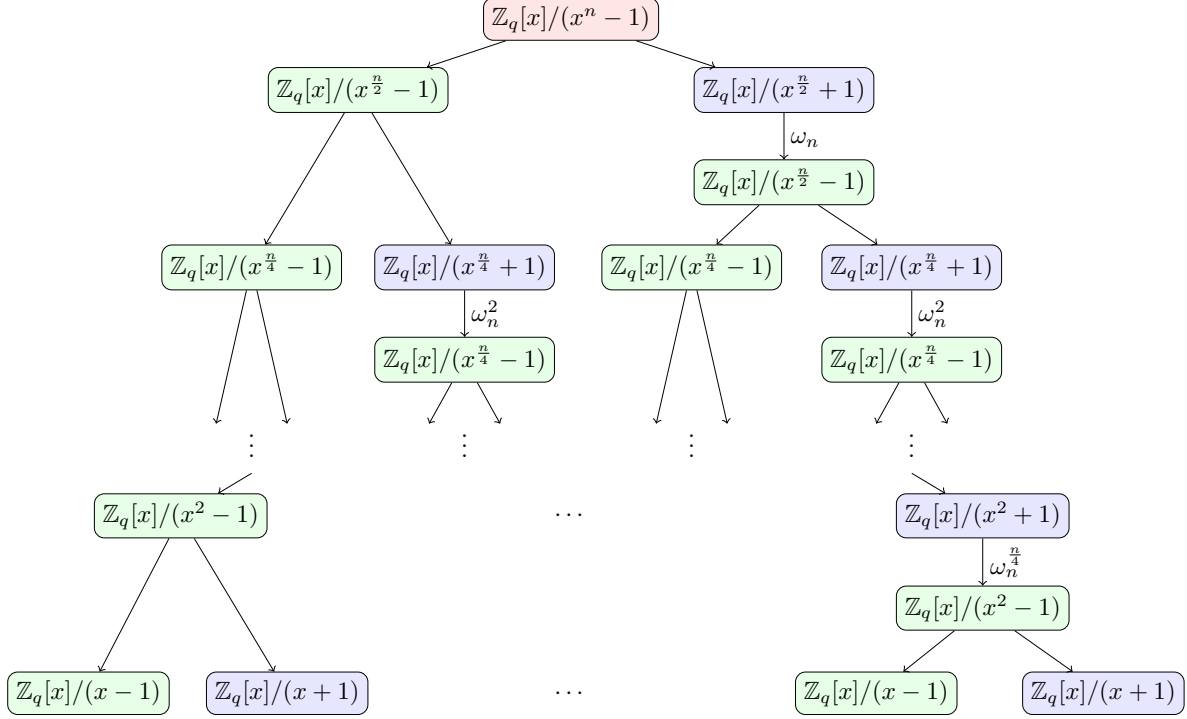 ℤ_q[x]/(x^n − 1)
ℤ_q[x]/(x^{n/2} − 1) ℤ_q[x]/(x^{n/2} + 1)
ω_n
ℤ_q[x]/(x^{n/2} − 1)
ℤ_q[x]/(x^{n/4} − 1) ℤ_q[x]/(x^{n/4} + 1) ℤ_q[x]/(x^{n/4} − 1) ℤ_q[x]/(x^{n/4} + 1)
ω_n^2 ω_n^2
ℤ_q[x]/(x^{n/4} − 1) ℤ_q[x]/(x^{n/4} − 1)
⋮ ⋮ ⋮ ⋮
ℤ_q[x]/(x^2 − 1) … ℤ_q[x]/(x^2 + 1)
ω_n^{n/4}
ℤ_q[x]/(x^2 − 1)
ℤ_q[x]/(x − 1) ℤ_q[x]/(x + 1) … ℤ_q[x]/(x − 1) ℤ_q[x]/(x + 1)